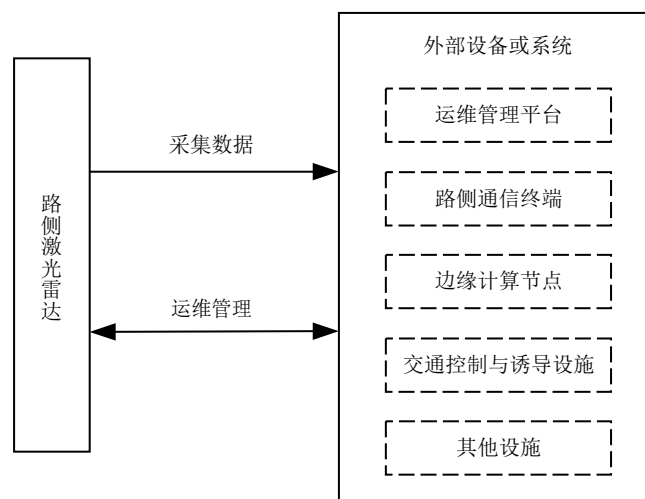 外部设备或系统
运维管理平台
采集数据
路侧通信终端
路侧激光雷达
边缘计算节点
运维管理
交通控制与诱导设施
其他设施